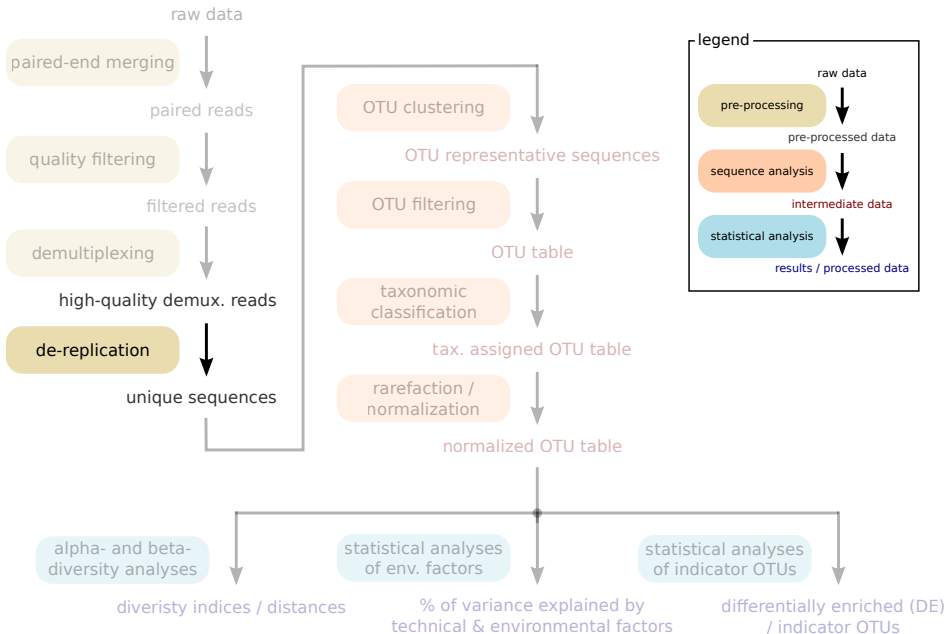 raw data
paired-end merging
paired reads
quality filtering
filtered reads
demultiplexing
high-quality demux. reads
de-replication
unique sequences
OTU clustering
OTU representative sequences
OTU filtering
OTU table
taxonomic
classification
tax. assigned OTU table
rarefaction /
normalization
normalized OTU table
alpha- and beta-
diversity analyses
diveristy indices / distances
statistical analyses
of env. factors
% of variance explained by
technical & environmental factors
statistical analyses
of indicator OTUs
differentially enriched (DE)
/ indicator OTUs
legend
raw data
pre-processing
pre-processed data
sequence analysis
intermediate data
statistical analysis
results / processed data